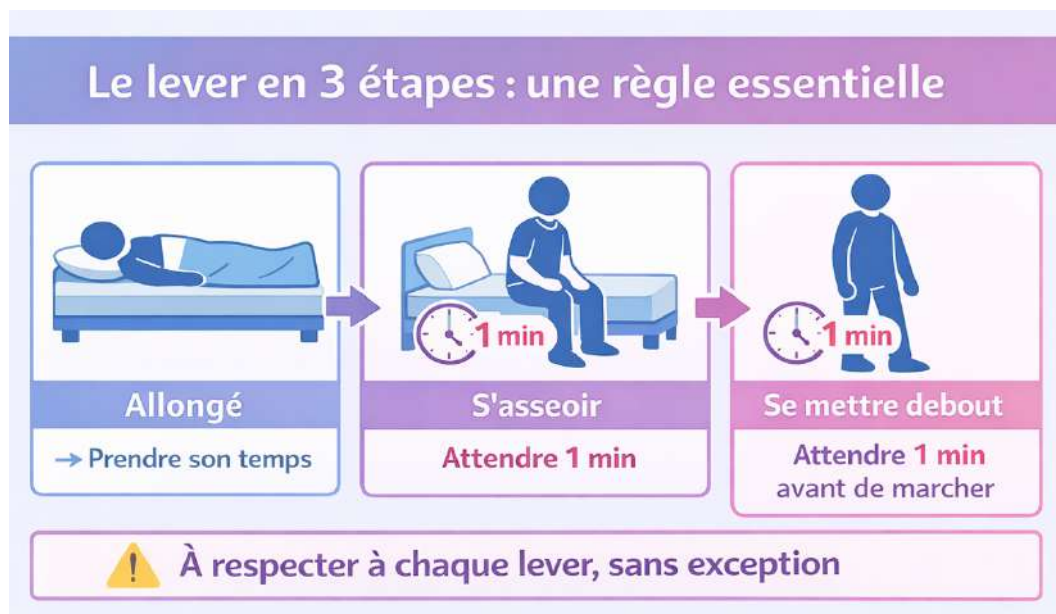 Le lever en 3 étapes : une règle essentielle
1 min
1 min
Allongé
S'asseoir
Se mettre debout
→ Prendre son temps
Attendre 1 min
Attendre 1 min
avant de marcher
À respecter à chaque lever, sans exception